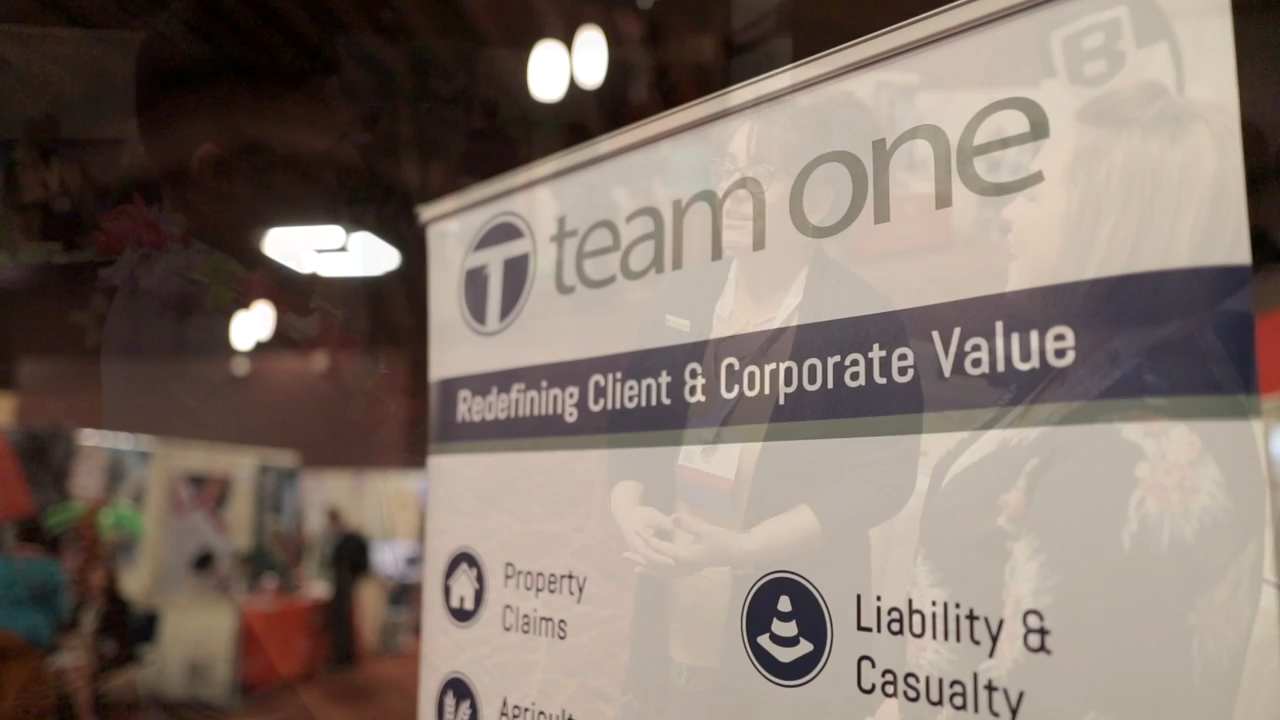 B
T team one
Redefining Client & Corporate Value
Property
Claims
Liability &
Casualty